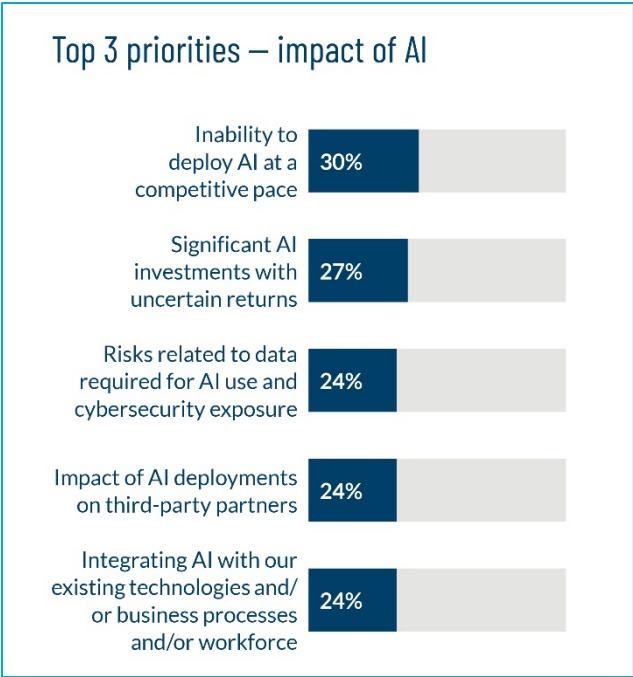 Top 3 priorities — impact of AI
Inability to
deploy AI at a
competitive pace
30%
Significant AI
investments with
uncertain returns
27%
Risks related to data
required for AI use and
cybersecurity exposure
24%
Impact of AI deployments
on third-party partners
24%
Integrating AI with our
existing technologies and/
or business processes
and/or workforce
24%